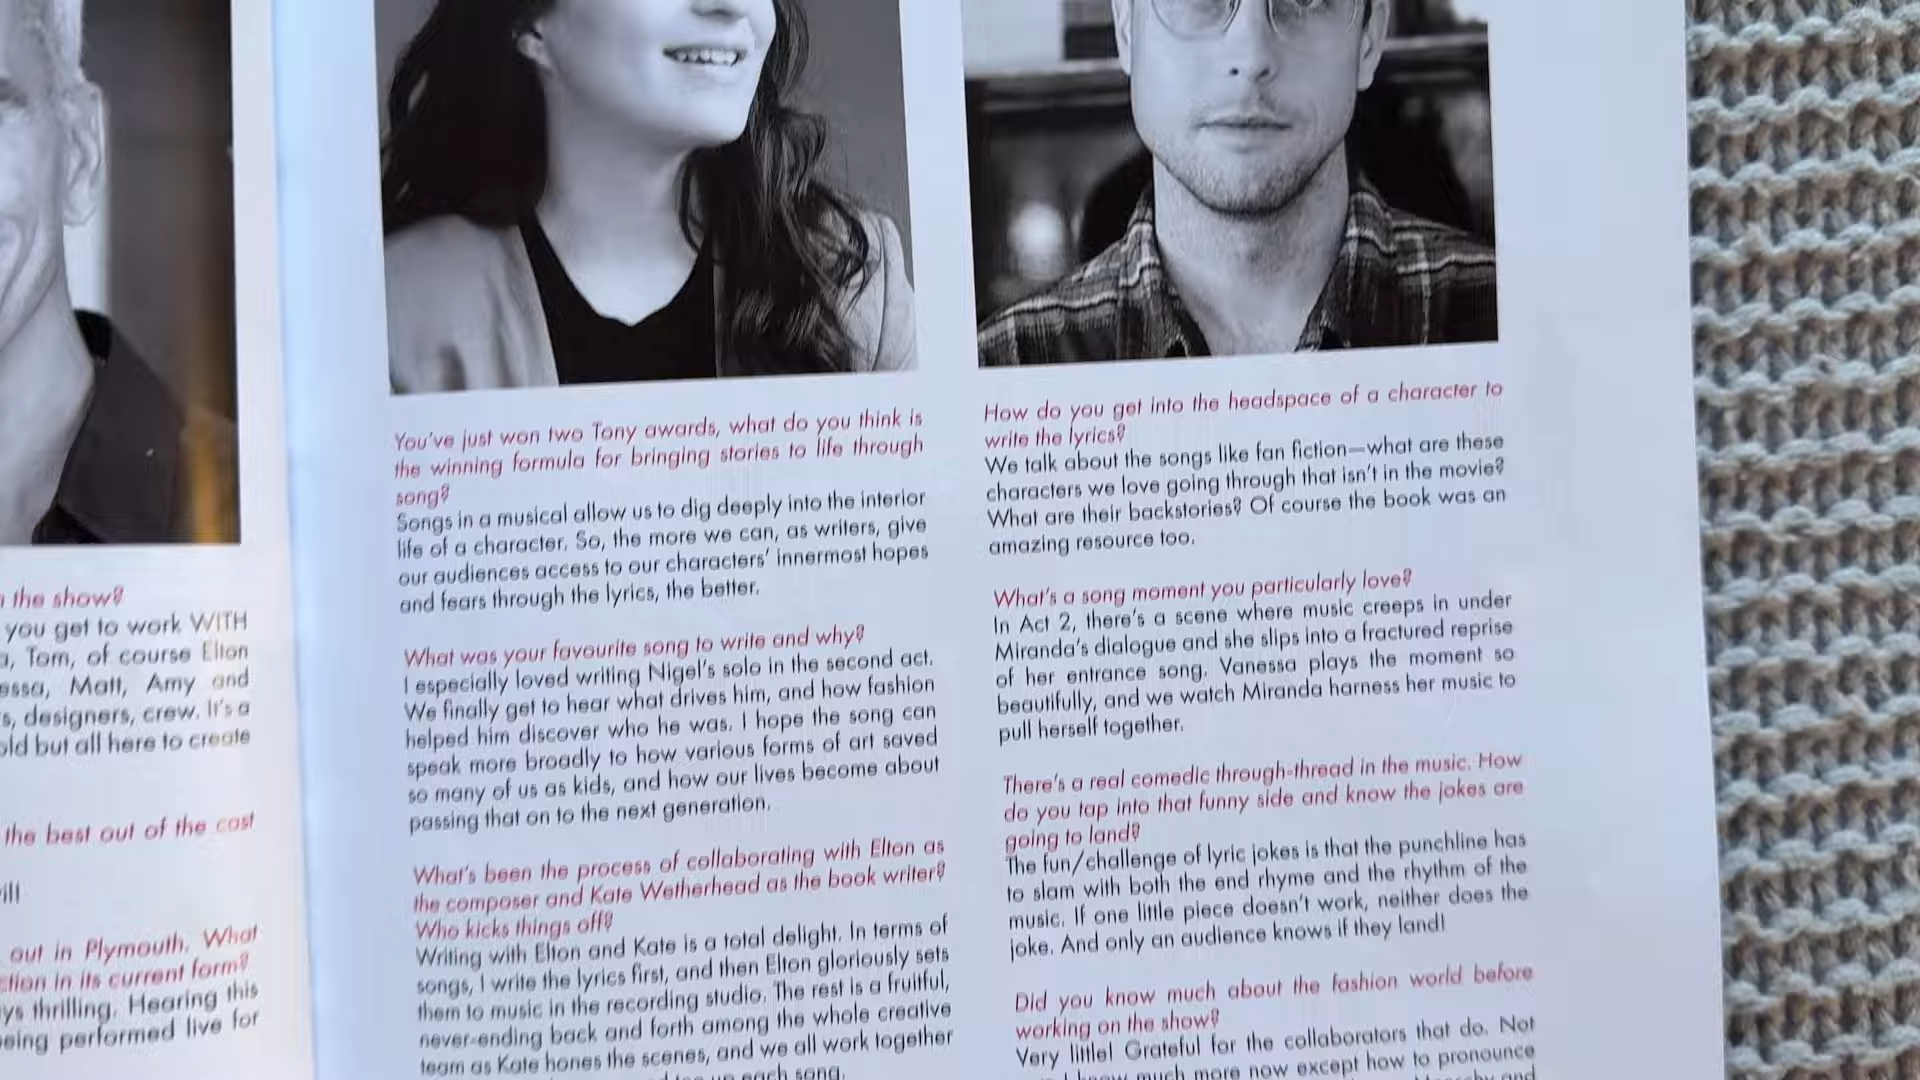 the show?
you get to work WITH
Tom, of course Elton
Matt, Amy and
designers, crew. It's a
but all here to create
the best out of the cast
out in Plymouth. What
in its current form?
thrilling. Hearing this
performed live for
You've just won two Tony awards, what do you think is
the winning formula for bringing stories to life through
song?
Songs in a musical allow us to dig deeply into the interior
life of a character. So, the more we can, as writers, give
our audiences access to our characters' innermost hopes
and fears through the lyrics, the better.
What was your favourite song to write and why?
I especially loved writing Nigel's solo in the second act.
We finally get to hear what drives him, and how fashion
helped him discover who he was. I hope the song can
speak more broadly to how various forms of art saved
so many of us as kids, and how our lives become about
passing that on to the next generation.
What's been the process of collaborating with Elton as
the composer and Kate Wetherhead as the book writer?
Who kicks things off?
Writing with Elton and Kate is a total delight. In terms of
songs, I write the lyrics first, and then Elton gloriously sets
them to music in the recording studio. The rest is a fruitful,
never-ending back and forth among the whole creative
team as Kate hones the scenes, and we all work together
each song.
How do you get into the headspace of a character to
write the lyrics?
We talk about the songs like fan fiction—what are these
characters we love going through that isn't in the movie?
What are their backstories? Of course the book was an
amazing resource too.
What's a song moment you particularly love?
In Act 2, there's a scene where music creeps in under
Miranda's dialogue and she slips into a fractured reprise
of her entrance song. Vanessa plays the moment so
beautifully, and we watch Miranda harness her music to
pull herself together.
There's a real comedic through-thread in the music. How
do you tap into that funny side and know the jokes are
going to land?
The fun/challenge of lyric jokes is that the punchline has
to slam with both the end rhyme and the rhythm of the
music. If one little piece doesn't work, neither does the
joke. And only an audience knows if they land!
Did you know much about the fashion world before
working on the show?
Very little! Grateful for the collaborators that do. Not
much more now except how to pronounce
and